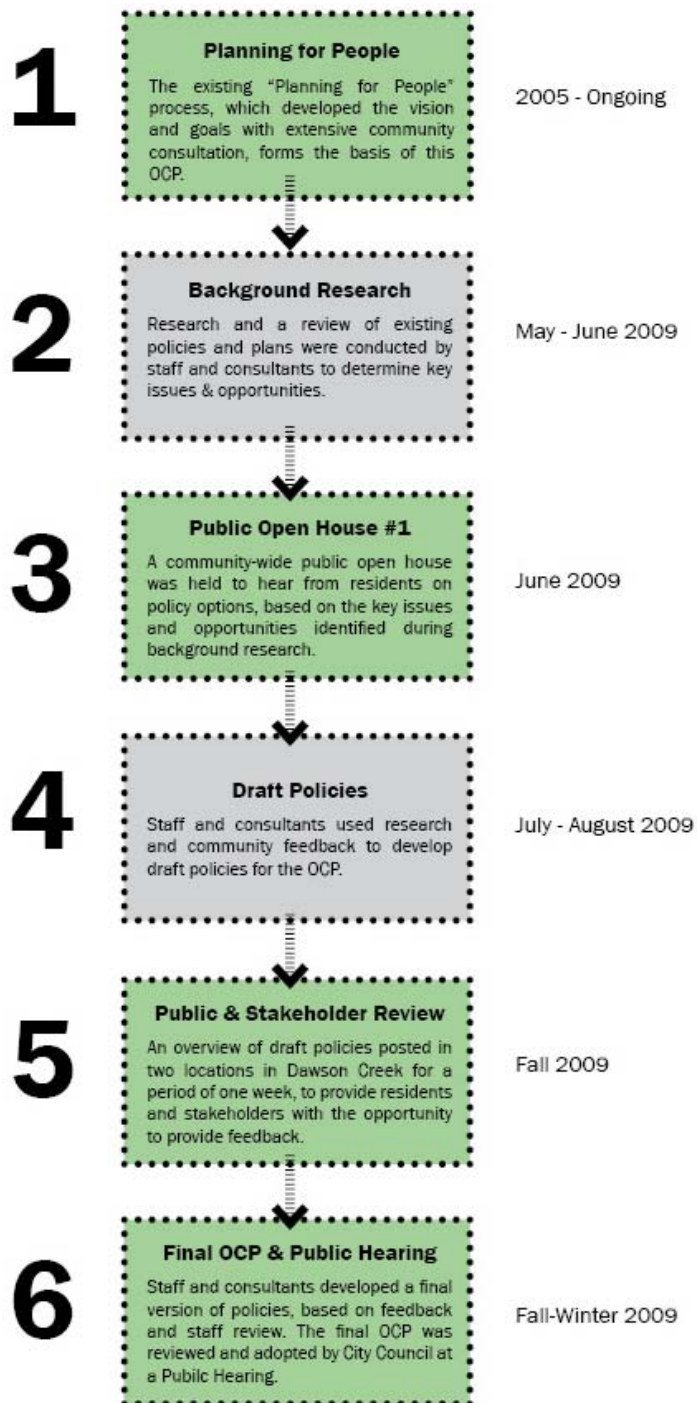 1
Planning for People
The existing “Planning for People”
process, which developed the vision
and goals with extensive community
consultation, forms the basis of this
OCP.
2005 - Ongoing
2
Background Research
Research and a review of existing
policies and plans were conducted by
staff and consultants to determine key
issues & opportunities.
May - June 2009
3
Public Open House #1
A community-wide public open house
was held to hear from residents on
policy options, based on the key issues
and opportunities identified during
background research.
June 2009
4
Draft Policies
Staff and consultants used research
and community feedback to develop
draft policies for the OCP.
July - August 2009
5
Public & Stakeholder Review
An overview of draft policies posted in
two locations in Dawson Creek for a
period of one week, to provide residents
and stakeholders with the opportunity
to provide feedback.
Fall 2009
6
Final OCP & Public Hearing
Staff and consultants developed a final
version of policies, based on feedback
and staff review. The final OCP was
reviewed and adopted by City Council at
a Public Hearing.
Fall-Winter 2009